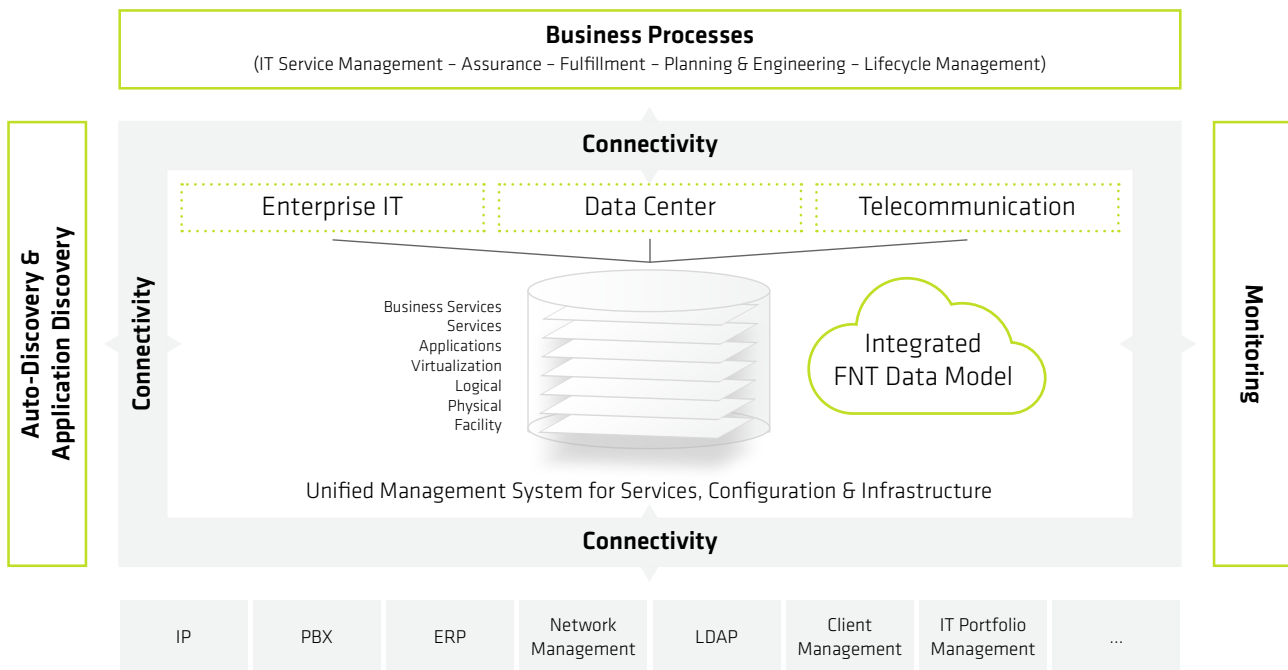 Business Processes
(IT Service Management – Assurance – Fulfillment – Planning & Engineering – Lifecycle Management)
Auto-Discovery &
Application Discovery
Connectivity
Connectivity
Enterprise IT
Data Center
Telecommunication
Business Services
Services
Applications
Virtualization
Logical
Physical
Facility
Integrated
FNT Data Model
Unified Management System for Services, Configuration & Infrastructure
Connectivity
Monitoring
IP
PBX
ERP
Network
Management
LDAP
Client
Management
IT Portfolio
Management
...